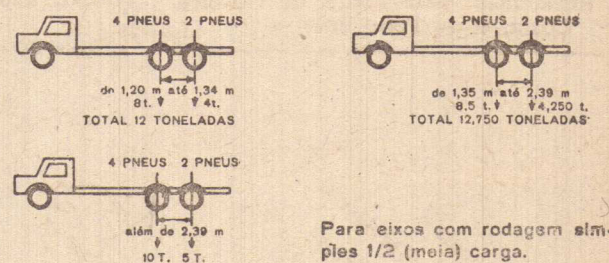 4 PNEUS 2 PNEUS
de 1,20 m até 1,34 m
8t. 4t.
TOTAL 12 TONELADAS
4 PNEUS 2 PNEUS
de 1,35 m até 2,39 m
8.5 t. 4,250 t.
TOTAL 12,750 TONELADAS
4 PNEUS 2 PNEUS
além de 2,39 m
10 T. 5 T.
Para eixos com rodagem sim-
ples 1/2 (meia) carga.